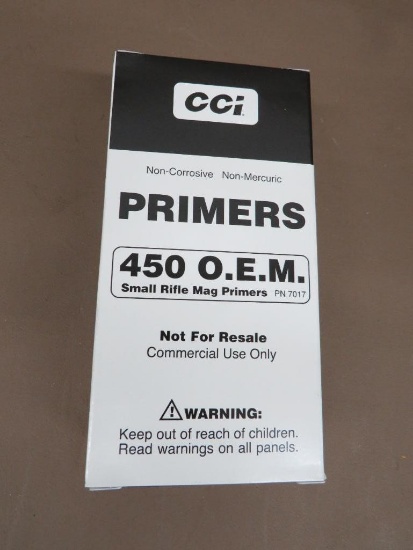 CCI
Non-Corrosive Non-Mercuric
PRIMERS
450 O.E.M.
Small Rifle Mag Primers PN 7017
Not For Resale
Commercial Use Only
⚠WARNING:
Keep out of reach of children.
Read warnings on all panels.